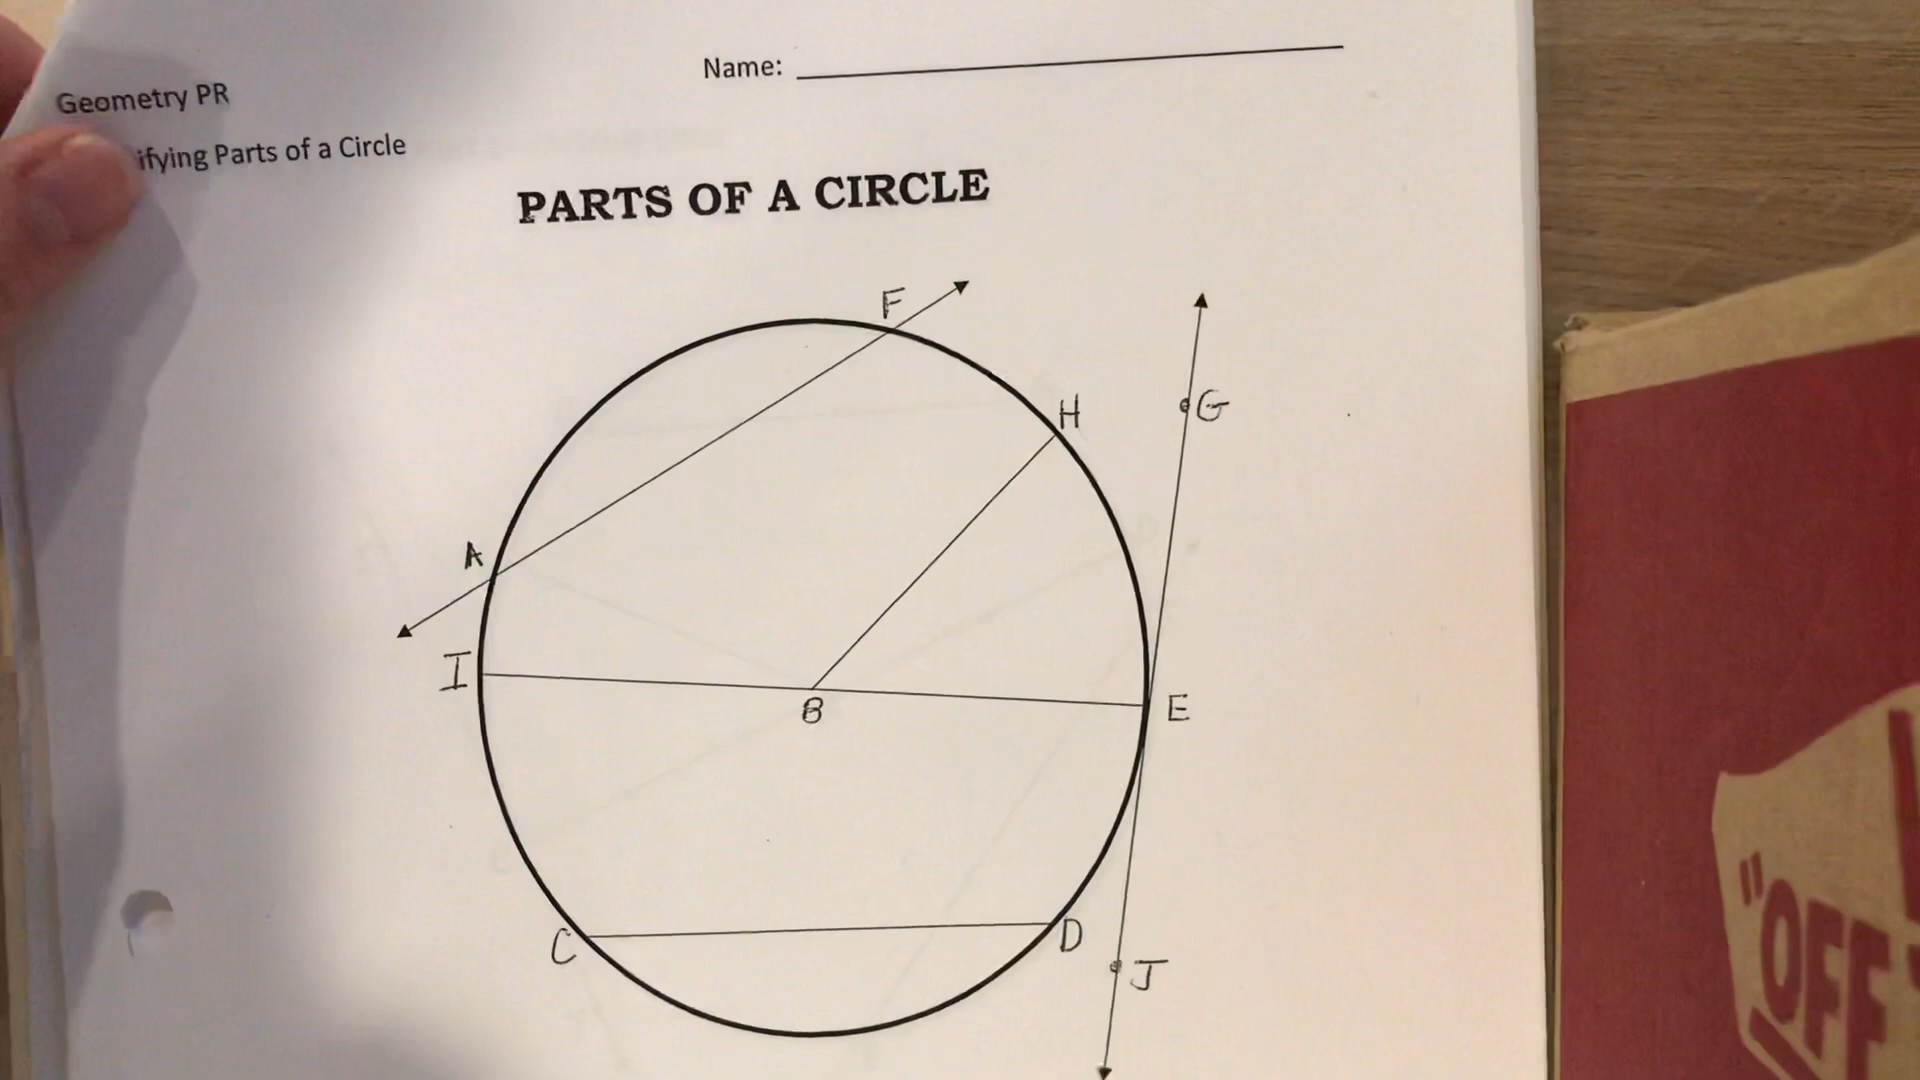 Name:
Geometry PR
ifying Parts of a Circle
PARTS OF A CIRCLE
F
H
G
A
I
B
E
C
D
J
"OFF